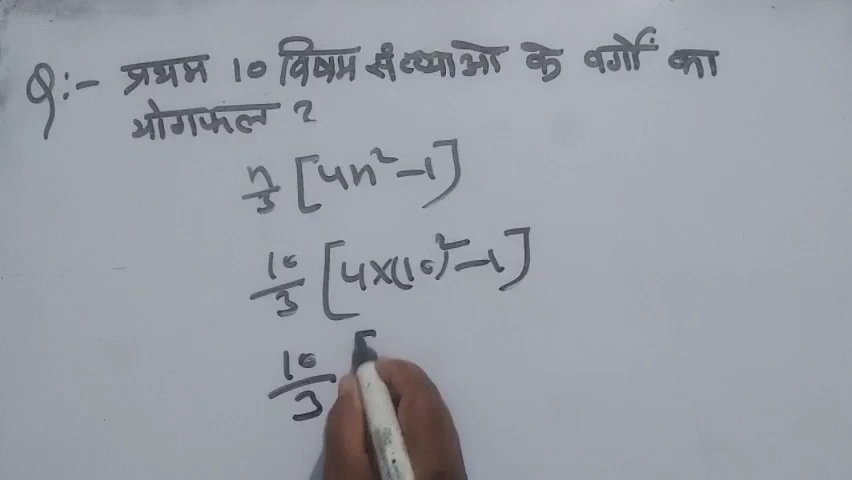 Q:- प्रथम 10 विषम संख्याओ के वर्गों का
योगफल ?
n/3 [4n²-1]
10/3 [4×(10)²-1]
10/3 [